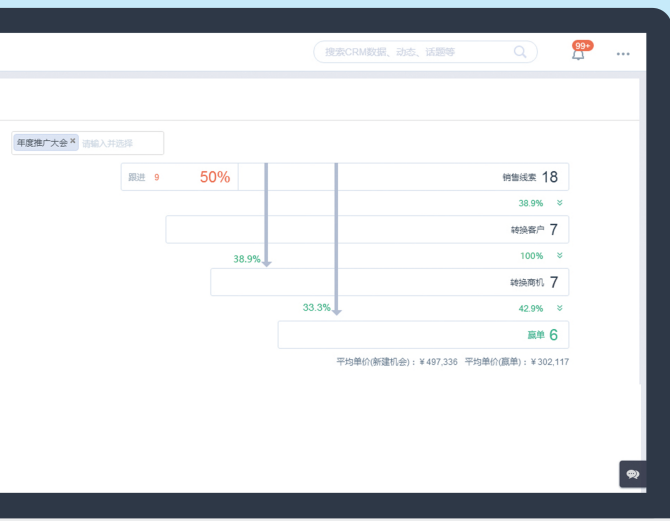 搜索CRM数据、动态、话题等
99+
年度推广大会 × 请输入并选择
跟进 9 50% 销售线索 18
38.9%
转换客户 7
38.9% 100%
转换商机 7
33.3% 42.9%
赢单 6
平均单价(新建机会)：¥497,336 平均单价(赢单)：¥302,117